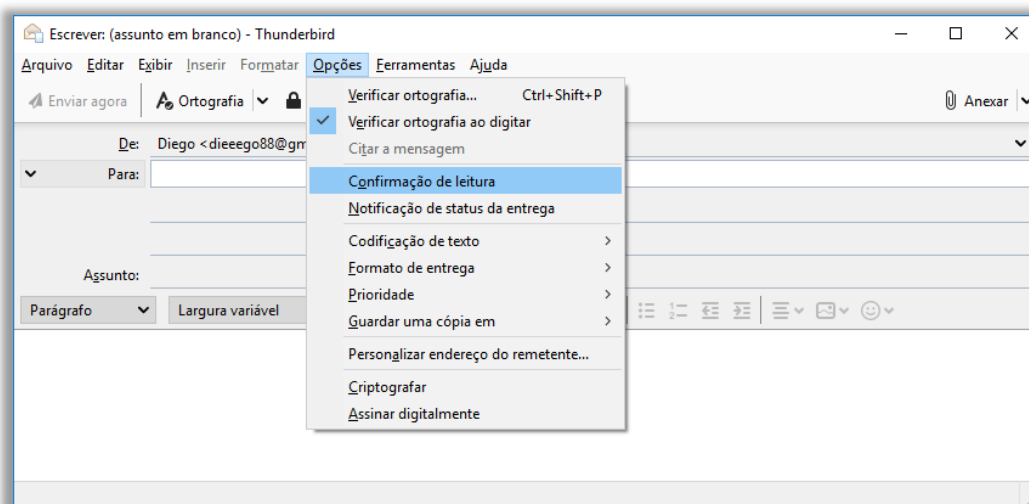 Escrever: (assunto em branco) - Thunderbird
Arquivo Editar Exibir Inserir Formatar Opções Ferramentas Ajuda
Enviar agora Ortografia Anexar
Verificar ortografia... Ctrl+Shift+P
Verificar ortografia ao digitar
De: Diego <dieeego88@gm
Citar a mensagem
Para:
Confirmação de leitura
Notificação de status da entrega
Codificação de texto
Formato de entrega
Assunto:
Prioridade
Parágrafo Largura variável
Guardar uma cópia em
Personalizar endereço do remetente...
Criptografar
Assinar digitalmente